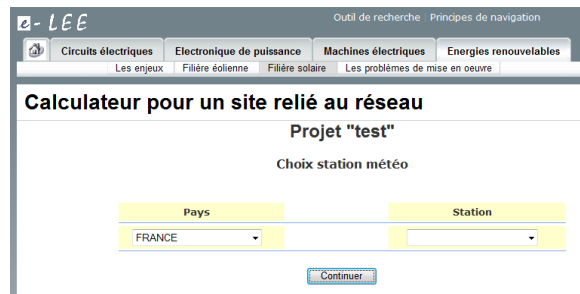 e-LEE
Outil de recherche | Principes de navigation
Circuits électriques Electronique de puissance Machines électriques Energies renouvelables
Les enjeux Filière éolienne Filière solaire Les problèmes de mise en oeuvre
Calculateur pour un site relié au réseau
Projet "test"
Choix station météo
Pays Station
FRANCE
Continuer